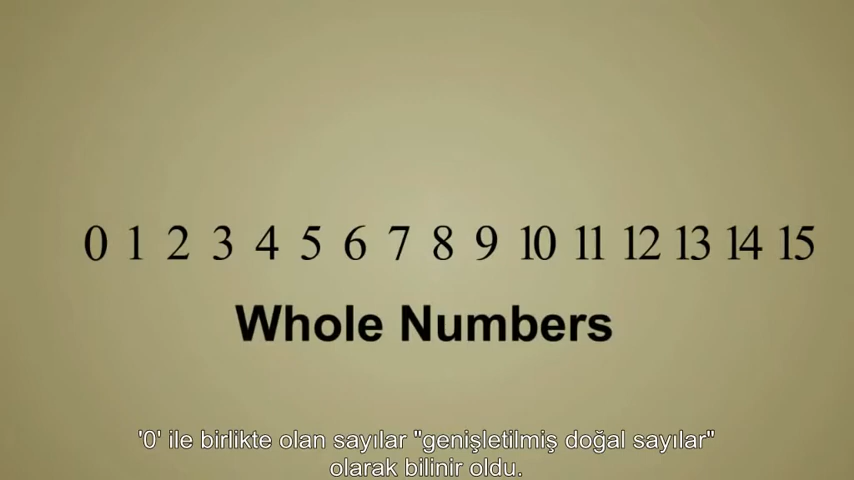 0 1 2 3 4 5 6 7 8 9 10 11 12 13 14 15
Whole Numbers
'0' ile birlikte olan sayılar "genişletilmiş doğal sayılar"
olarak bilinir oldu.